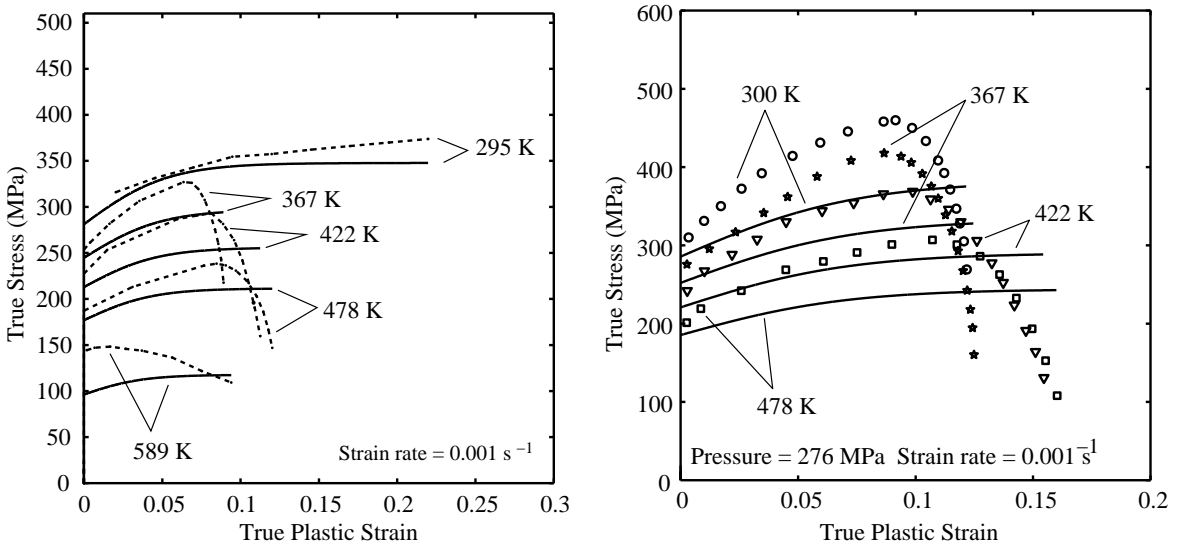 500
450
400
350
300
250
200
150
100
50
0
True Stress (MPa)
295 K
367 K
422 K
478 K
589 K
Strain rate = 0.001 s −1
0 0.05 0.1 0.15 0.2 0.25 0.3
True Plastic Strain
600
500
400
300
200
100
0
True Stress (MPa)
300 K
367 K
422 K
478 K
Pressure = 276 MPa Strain rate = 0.001 s−1
0 0.05 0.1 0.15 0.2
True Plastic Strain